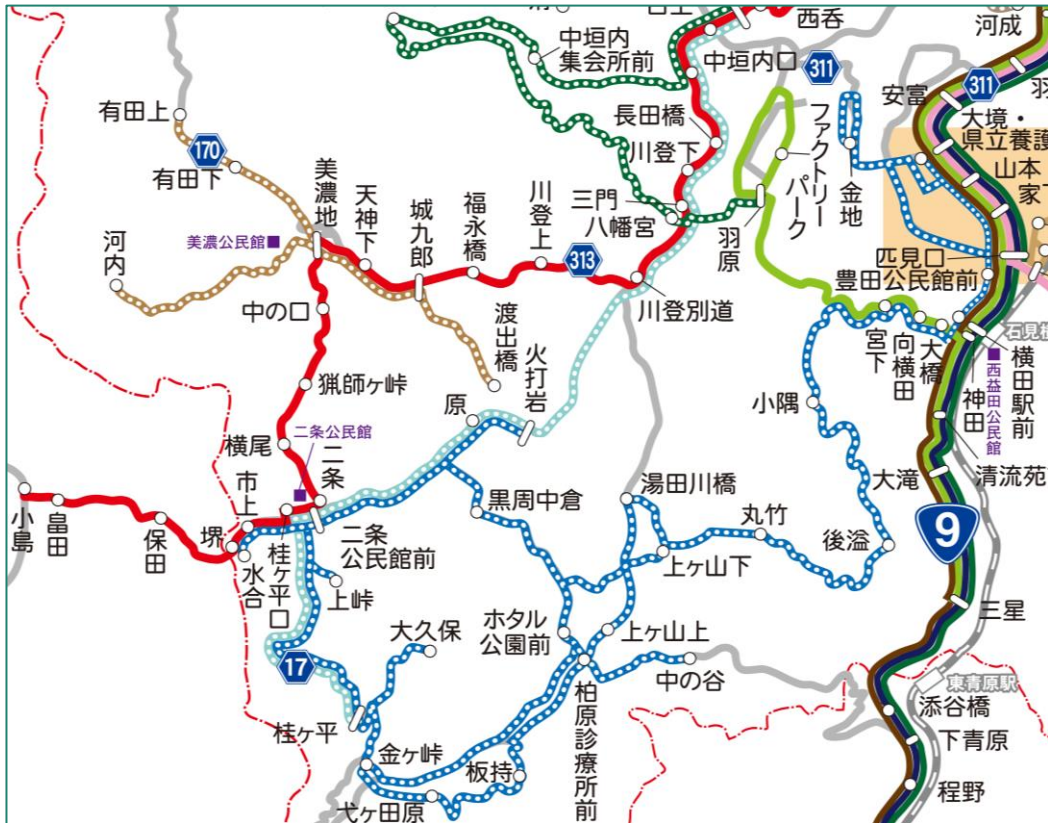 西呑
河成
中垣内
集会所前
中垣内口
311
安富
311
有田上
長田橋
ファクトリー
パーク
大境・
県立養護
170
川登下
金地
山本
有田下
美濃地
天神下
城九郎
福永橋
川登上
三門
八幡宮
羽原
家下
美濃公民館
河内
313
匹見口
豊田公民館前
川登別道
中の口
渡出橋
火打岩
宮下
向横田
大橋
神田
横田駅前
西益田公民館
猟師ヶ峠
原
小隅
二条公民館
横尾
二条
清流苑
大滝
湯田川橋
市上
黒周中倉
丸竹
9
小島
畠田
保田
堺
水合
桂ヶ平口
二条
公民館前
後溢
上ヶ山下
上峠
三星
大久保
ホタル
公園前
上ヶ山上
17
中の谷
東青原駅
添谷橋
桂ヶ平
金ヶ峠
板持
柏原診療所前
下青原
弋ヶ田原
程野